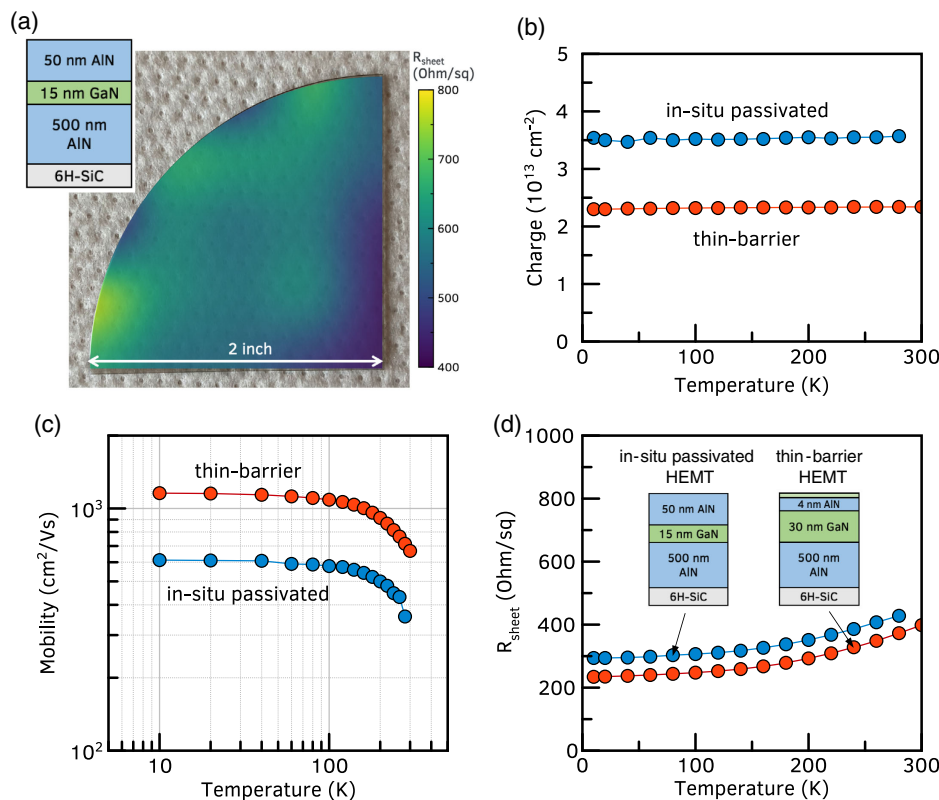 (a)
50 nm AlN
15 nm GaN
500 nm
AlN
6H-SiC
R_sheet
(Ohm/sq)
800
700
600
500
400
2 inch
(b)
Charge (10^13 cm^-2)
5
4
3
2
1
0
in-situ passivated
thin-barrier
0
100
200
300
Temperature (K)
(c)
Mobility (cm^2/Vs)
10^3
10^2
thin-barrier
in-situ passivated
10
100
Temperature (K)
(d)
R_sheet (Ohm/sq)
1000
800
600
400
200
0
in-situ passivated
HEMT
50 nm AlN
15 nm GaN
500 nm
AlN
6H-SiC
thin-barrier
HEMT
4 nm AlN
30 nm GaN
500 nm
AlN
6H-SiC
0
100
200
300
Temperature (K)